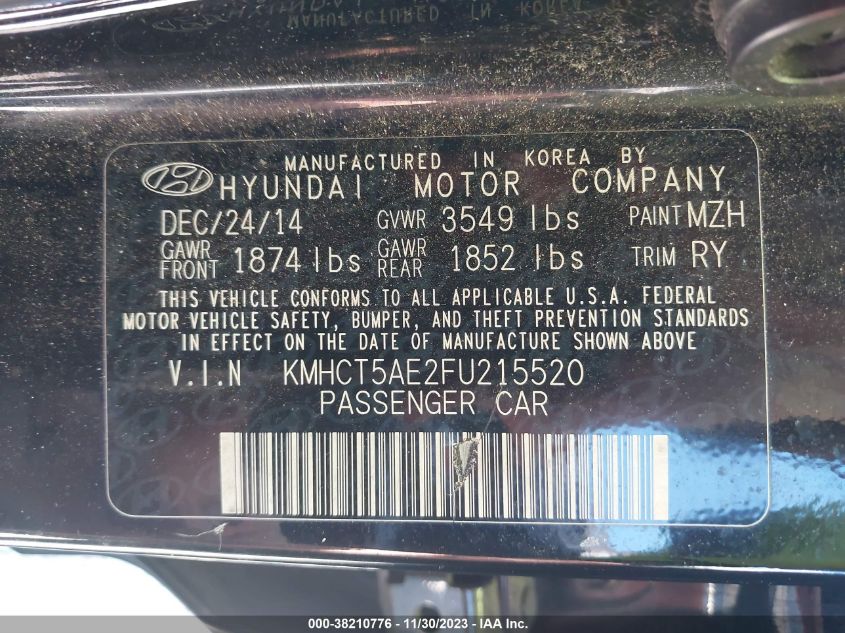 MANUFACTURED IN KOREA BY
HYUNDAI MOTOR COMPANY
DEC/24/14 GVWR 3549 lbs PAINT MZH
GAWR FRONT 1874 lbs GAWR REAR 1852 lbs TRIM RY
THIS VEHICLE CONFORMS TO ALL APPLICABLE U.S.A. FEDERAL
MOTOR VEHICLE SAFETY, BUMPER, AND THEFT PREVENTION STANDARDS
IN EFFECT ON THE DATE OF MANUFACTURE SHOWN ABOVE
V.I.N KMHCT5AE2FU215520
PASSENGER CAR
000-38210776 - 11/30/2023 - IAA Inc.